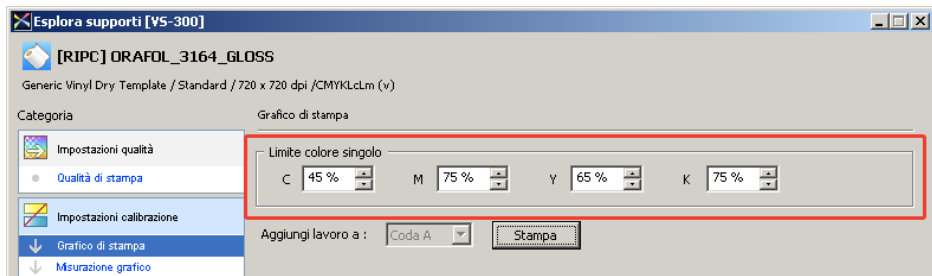 Esplora supporti [VS-300]
[RIPC] ORAFOL_3164_GLOSS
Generic Vinyl Dry Template / Standard / 720 x 720 dpi /CMYKLcLm (v)
Categoria
Grafico di stampa
Impostazioni qualità
Limite colore singolo
Qualità di stampa
C 45 % M 75 % Y 65 % K 75 %
Impostazioni calibrazione
Aggiungi lavoro a : Coda A Stampa
Grafico di stampa
Misurazione grafico